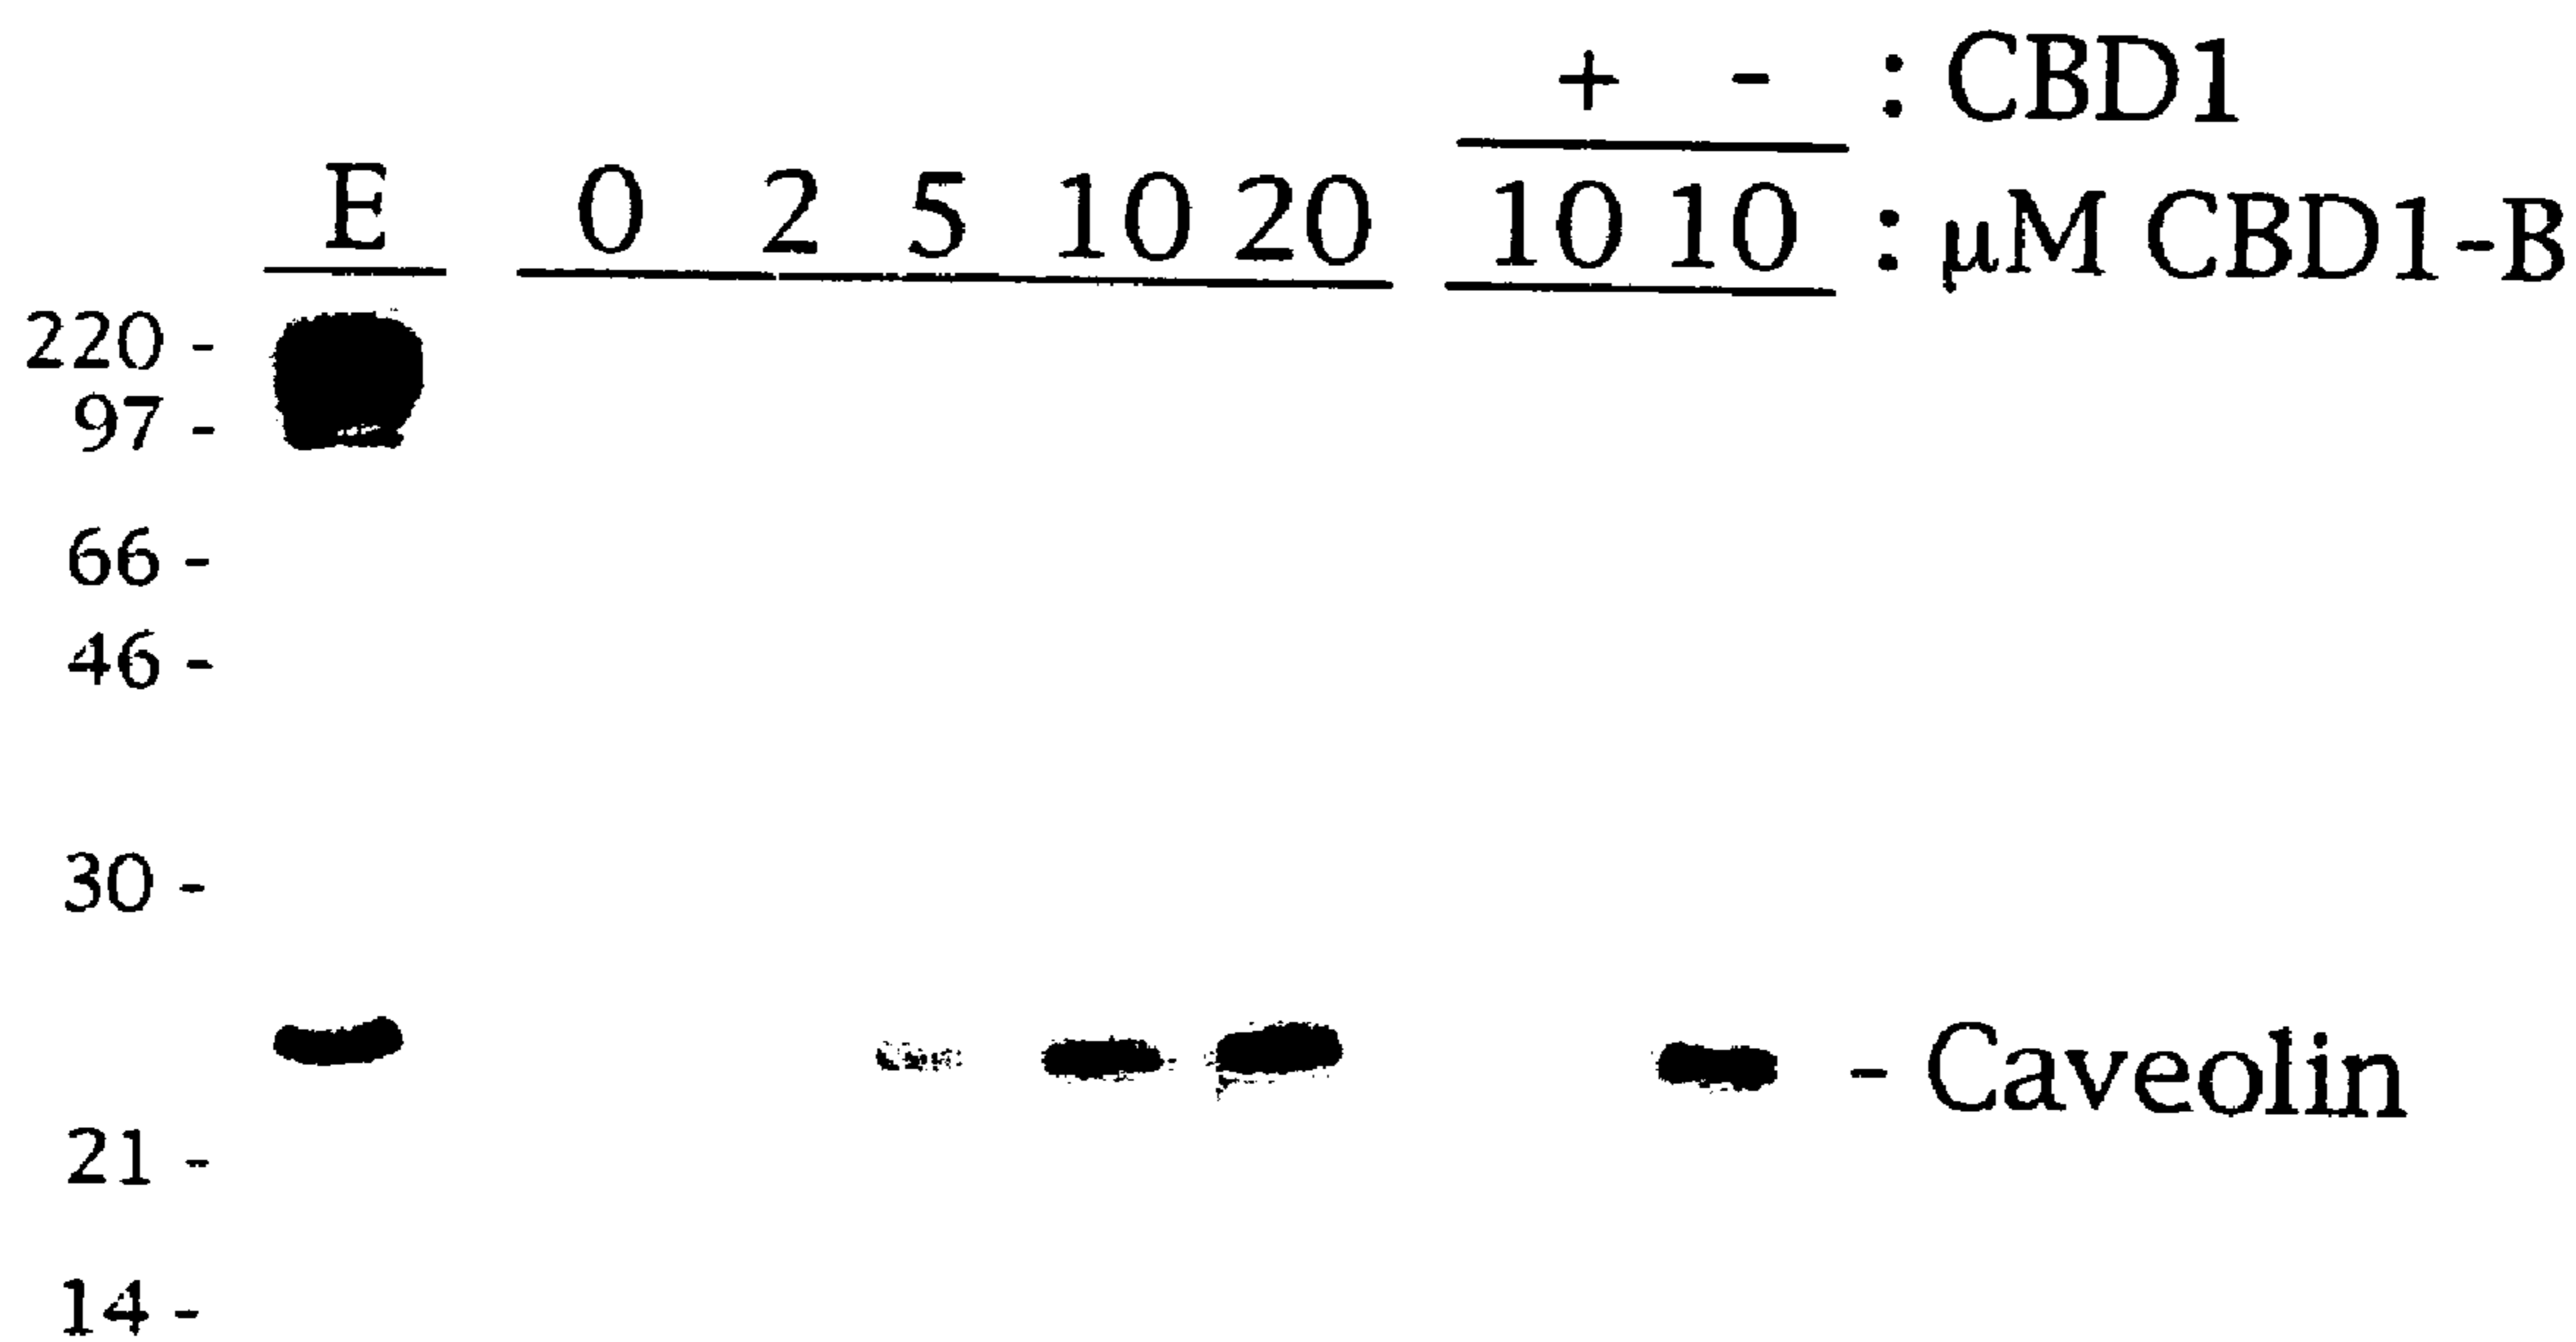 + - : CBD1
E 0 2 5 10 20 10 10 : μM CBD1-B
220 -
97 -
66 -
46 -
30 -
- Caveolin
21 -
14 -